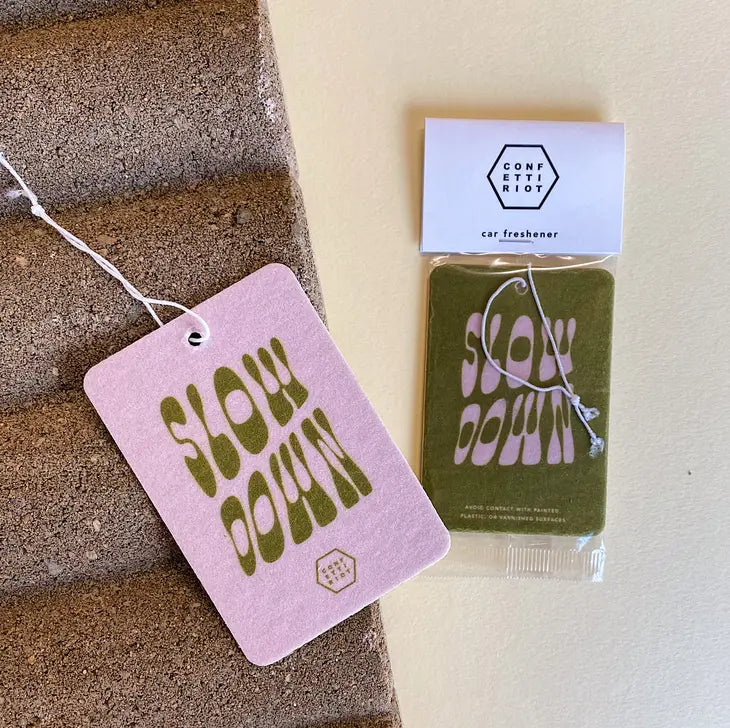 SLOW
DOWN
CONF
ETTI
RIOT
CONF
ETTI
RIOT
car freshener
SLOW
DOWN
AVOID CONTACT WITH PAINTED,
PLASTIC, OR VARNISHED SURFACES